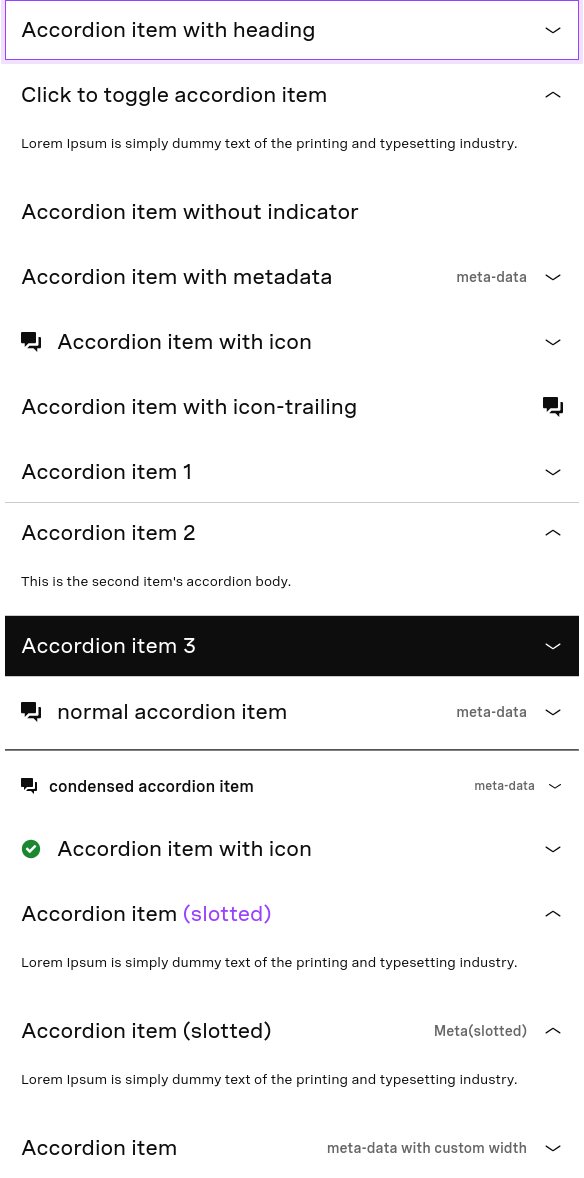 Accordion item with heading
Click to toggle accordion item
Lorem Ipsum is simply dummy text of the printing and typesetting industry.
Accordion item without indicator
Accordion item with metadata meta-data
Accordion item with icon
Accordion item with icon-trailing
Accordion item 1
Accordion item 2
This is the second item's accordion body.
Accordion item 3
normal accordion item meta-data
condensed accordion item meta-data
Accordion item with icon
Accordion item (slotted)
Lorem Ipsum is simply dummy text of the printing and typesetting industry.
Accordion item (slotted) Meta(slotted)
Lorem Ipsum is simply dummy text of the printing and typesetting industry.
Accordion item meta-data with custom width